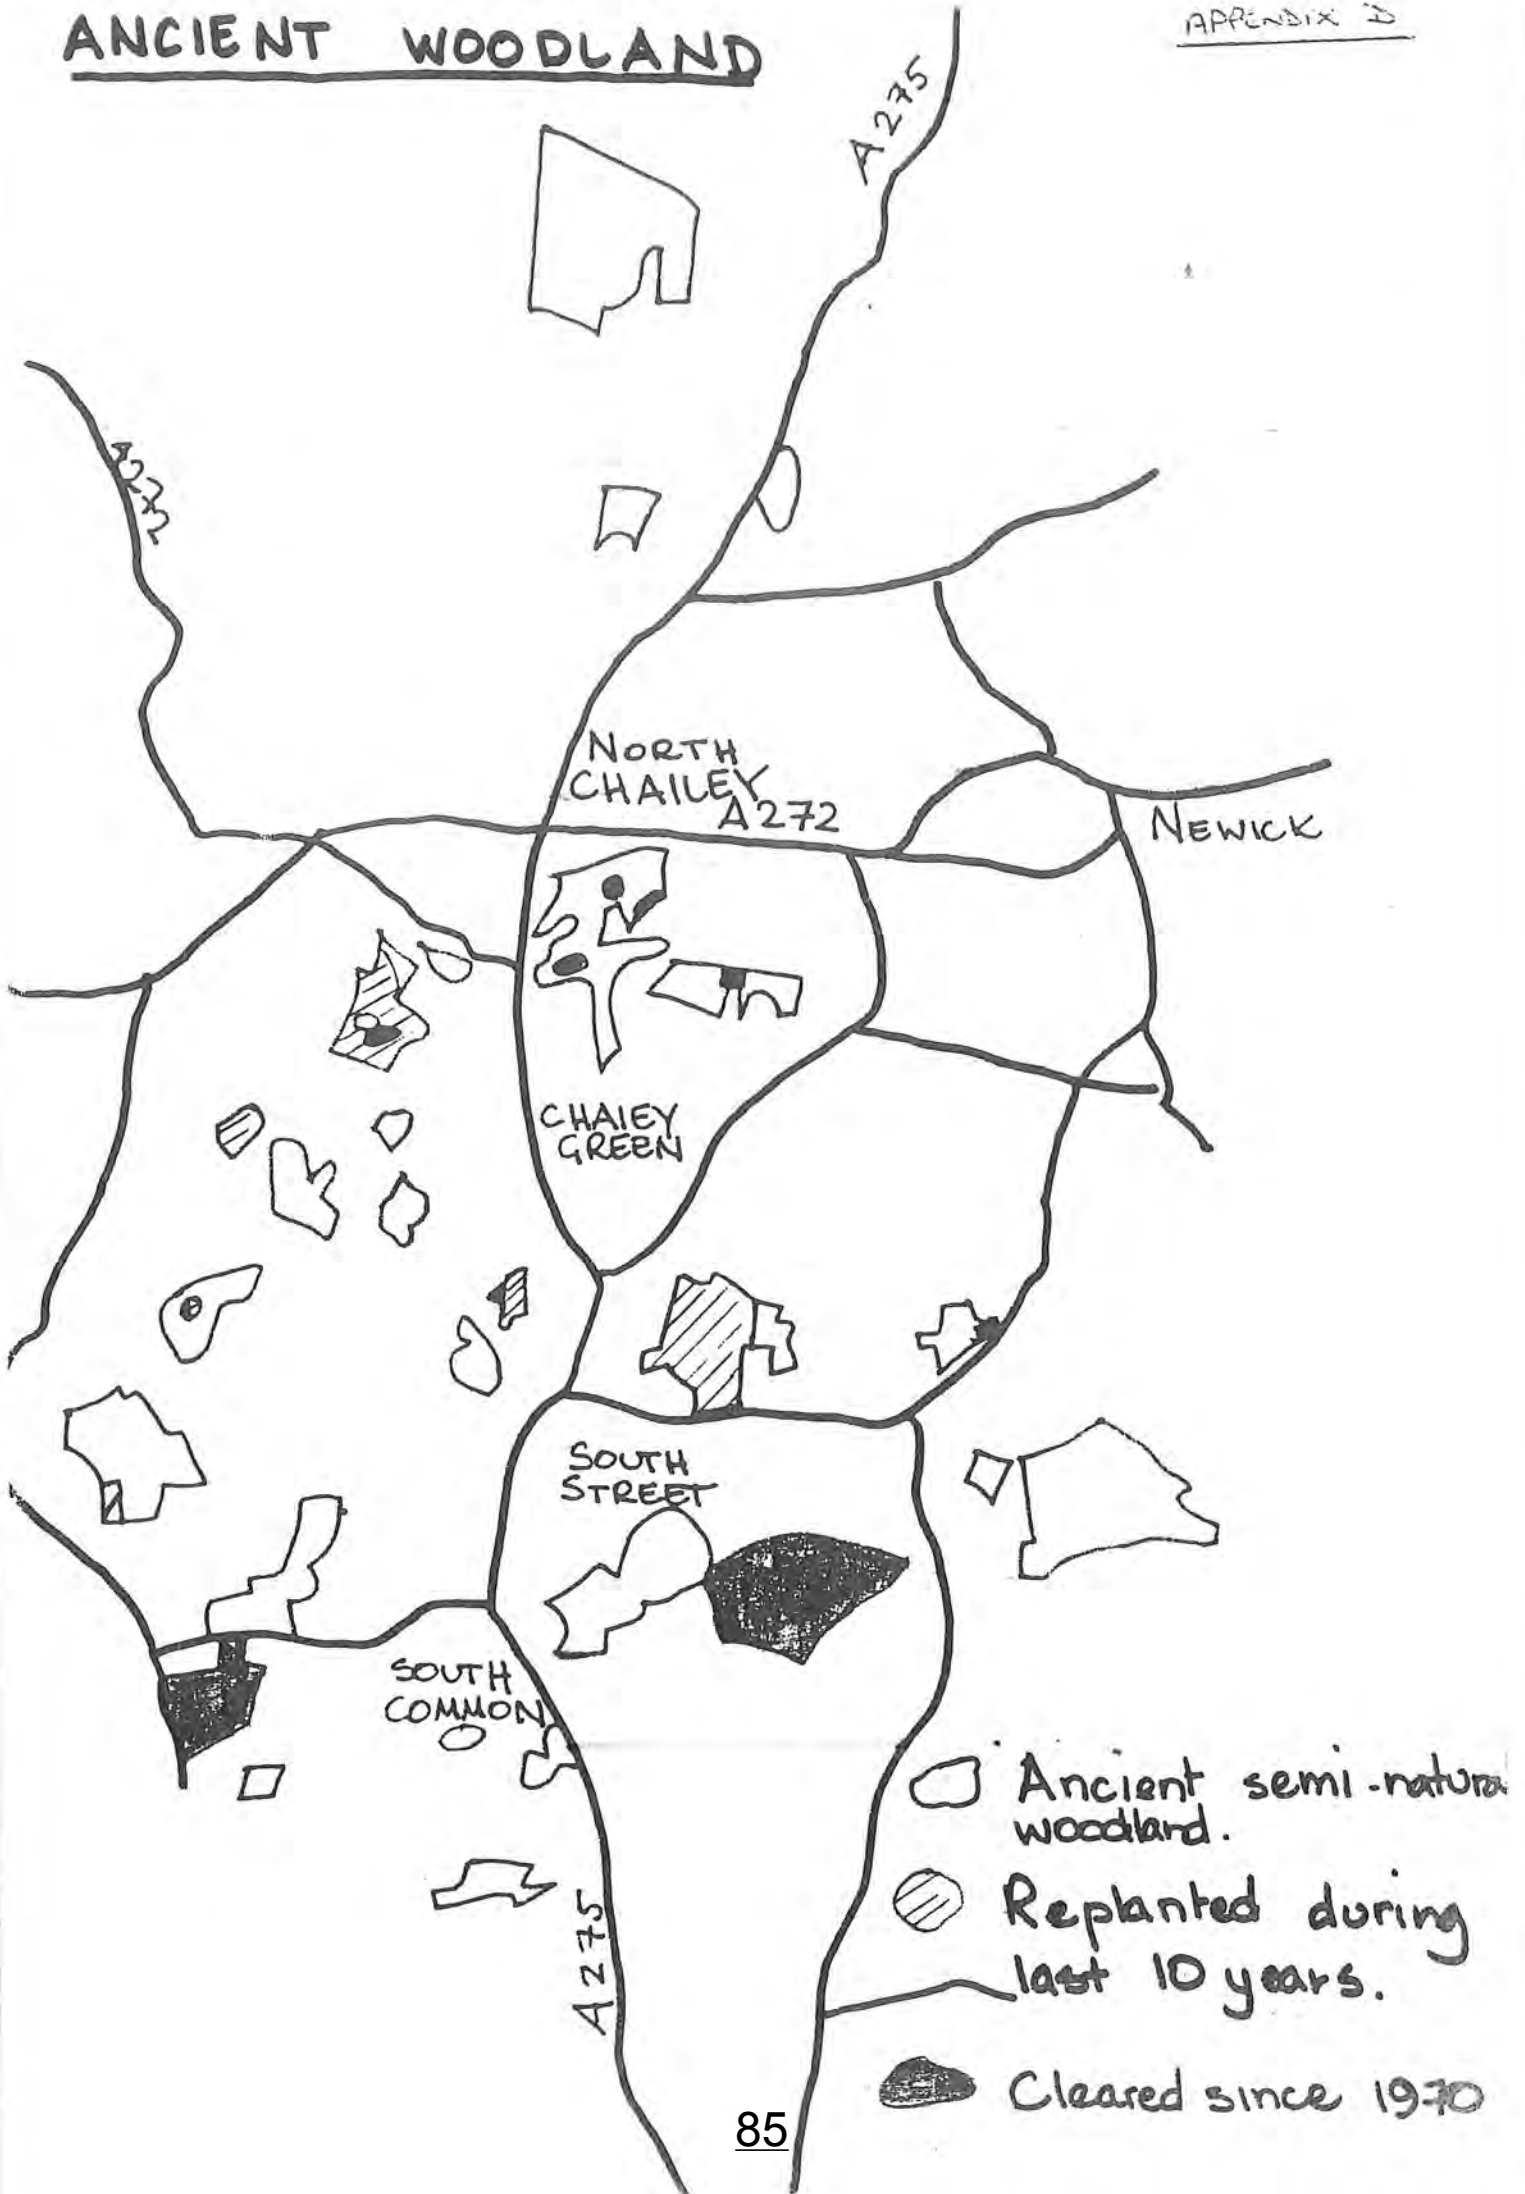 APPENDIX D
ANCIENT WOODLAND
A275
A272
NORTH
CHAILEY
A272
NEWICK
CHAIEY
GREEN
SOUTH
STREET
SOUTH
COMMON
A275
Ancient semi-natura
woodland.
Replanted during
last 10 years.
Cleared since 1970
85